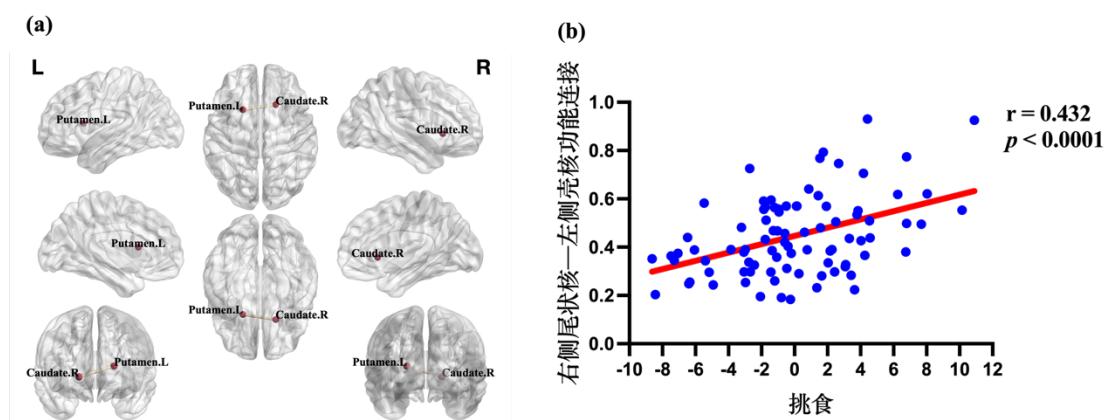 (a)
L
R
Putamen.L
Putamen.L
Caudate.R
Caudate.R
Putamen.L
Caudate.R
Putamen.L
Caudate.R
Caudate.R
Putamen.L
Putamen.L
Caudate.R
(b)
右侧尾状核—左侧壳核功能连接
1.0
0.8
0.6
0.4
0.2
0.0
-10 -8 -6 -4 -2 0 2 4 6 8 10 12
挑食
r = 0.432
p < 0.0001